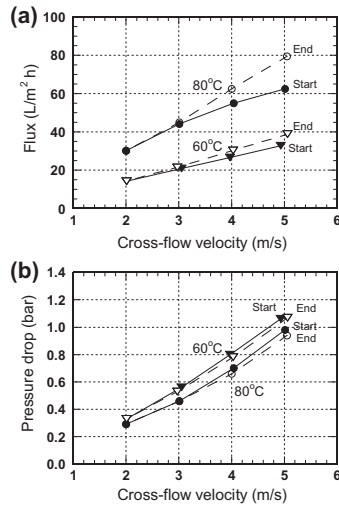 (a)
100
80
60
40
20
0
Flux (L/m² h)
80°C
End
Start
60°C
End
Start
1 2 3 4 5 6
Cross-flow velocity (m/s)
(b)
1.4
1.2
1.0
0.8
0.6
0.4
0.2
0.0
Pressure drop (bar)
Start
End
Start
End
60°C
80°C
1 2 3 4 5 6
Cross-flow velocity (m/s)